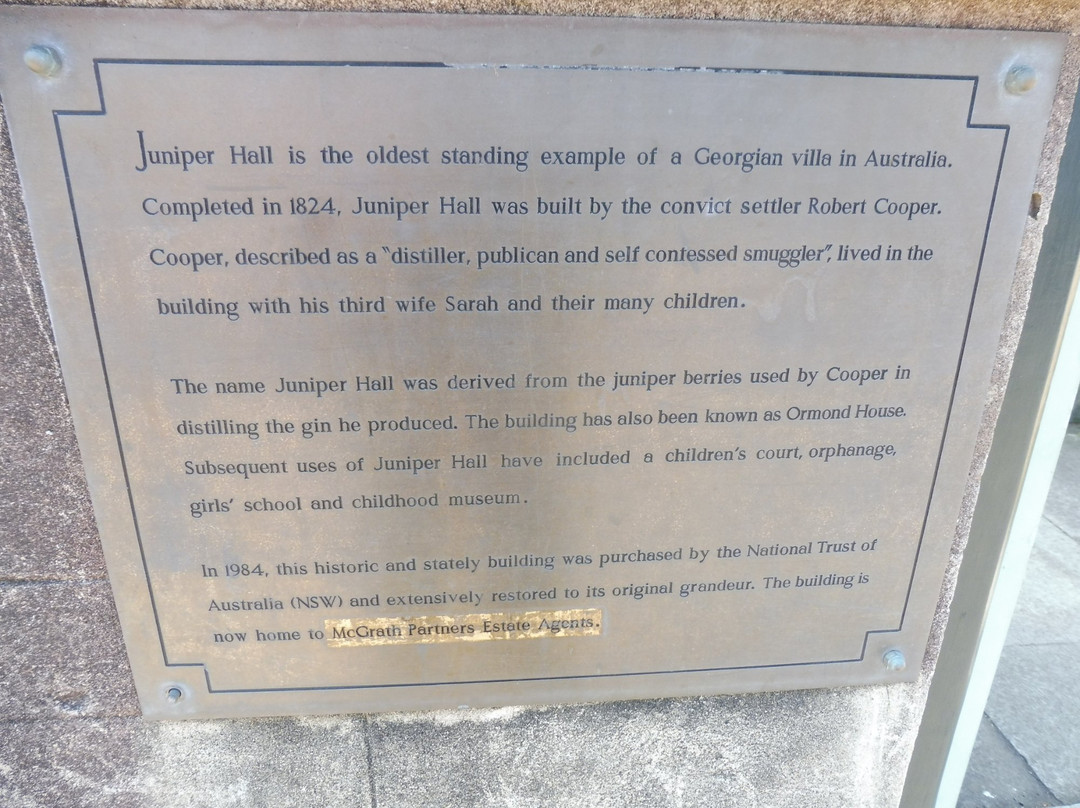 Juniper Hall is the oldest standing example of a Georgian villa in Australia.
Completed in 1824, Juniper Hall was built by the convict settler Robert Cooper.
Cooper, described as a "distiller, publican and self confessed smuggler", lived in the
building with his third wife Sarah and their many children.
The name Juniper Hall was derived from the juniper berries used by Cooper in
distilling the gin he produced. The building has also been known as Ormond House.
Subsequent uses of Juniper Hall have included a children's court, orphanage,
girls' school and childhood museum.
In 1984, this historic and stately building was purchased by the National Trust of
Australia (NSW) and extensively restored to its original grandeur. The building is
now home to McGrath Partners Estate Agents.